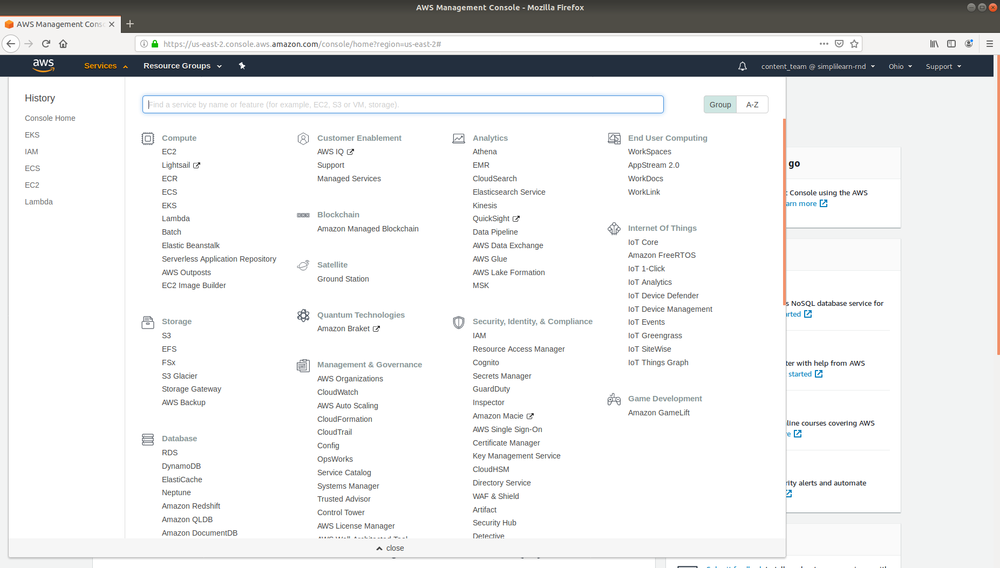 AWS Management Console - Mozilla Firefox
AWS Management Conso
https://us-east-2.console.aws.amazon.com/console/home?region=us-east-2#
aws
Services
Resource Groups
content_team @ simplilearn-rnd
Ohio
Support
History
Console Home
EKS
IAM
ECS
EC2
Lambda
Find a service by name or feature (for example, EC2, S3 or VM, storage).
Group
A-Z
Compute
EC2
Lightsail
ECR
ECS
EKS
Lambda
Batch
Elastic Beanstalk
Serverless Application Repository
AWS Outposts
EC2 Image Builder
Storage
S3
EFS
FSx
S3 Glacier
Storage Gateway
AWS Backup
Database
RDS
DynamoDB
ElastiCache
Neptune
Amazon Redshift
Amazon QLDB
Amazon DocumentDB
Customer Enablement
AWS IQ
Support
Managed Services
Blockchain
Amazon Managed Blockchain
Satellite
Ground Station
Quantum Technologies
Amazon Braket
Management & Governance
AWS Organizations
CloudWatch
AWS Auto Scaling
CloudFormation
CloudTrail
Config
OpsWorks
Service Catalog
Systems Manager
Trusted Advisor
Control Tower
AWS License Manager
AWS Well-Architected Tool
Analytics
Athena
EMR
CloudSearch
Elasticsearch Service
Kinesis
QuickSight
Data Pipeline
AWS Data Exchange
AWS Glue
AWS Lake Formation
MSK
Security, Identity, & Compliance
IAM
Resource Access Manager
Cognito
Secrets Manager
GuardDuty
Inspector
Amazon Macie
AWS Single Sign-On
Certificate Manager
Key Management Service
CloudHSM
Directory Service
WAF & Shield
Artifact
Security Hub
Detective
End User Computing
WorkSpaces
AppStream 2.0
WorkDocs
WorkLink
Internet Of Things
IoT Core
Amazon FreeRTOS
IoT 1-Click
IoT Analytics
IoT Device Defender
IoT Device Management
IoT Events
IoT Greengrass
IoT SiteWise
IoT Things Graph
Game Development
Amazon GameLift
close
go
t Console using the AWS
arn more
s NoSQL database service for
arted
ter with help from AWS
started
line courses covering AWS
re
rity alerts and automate